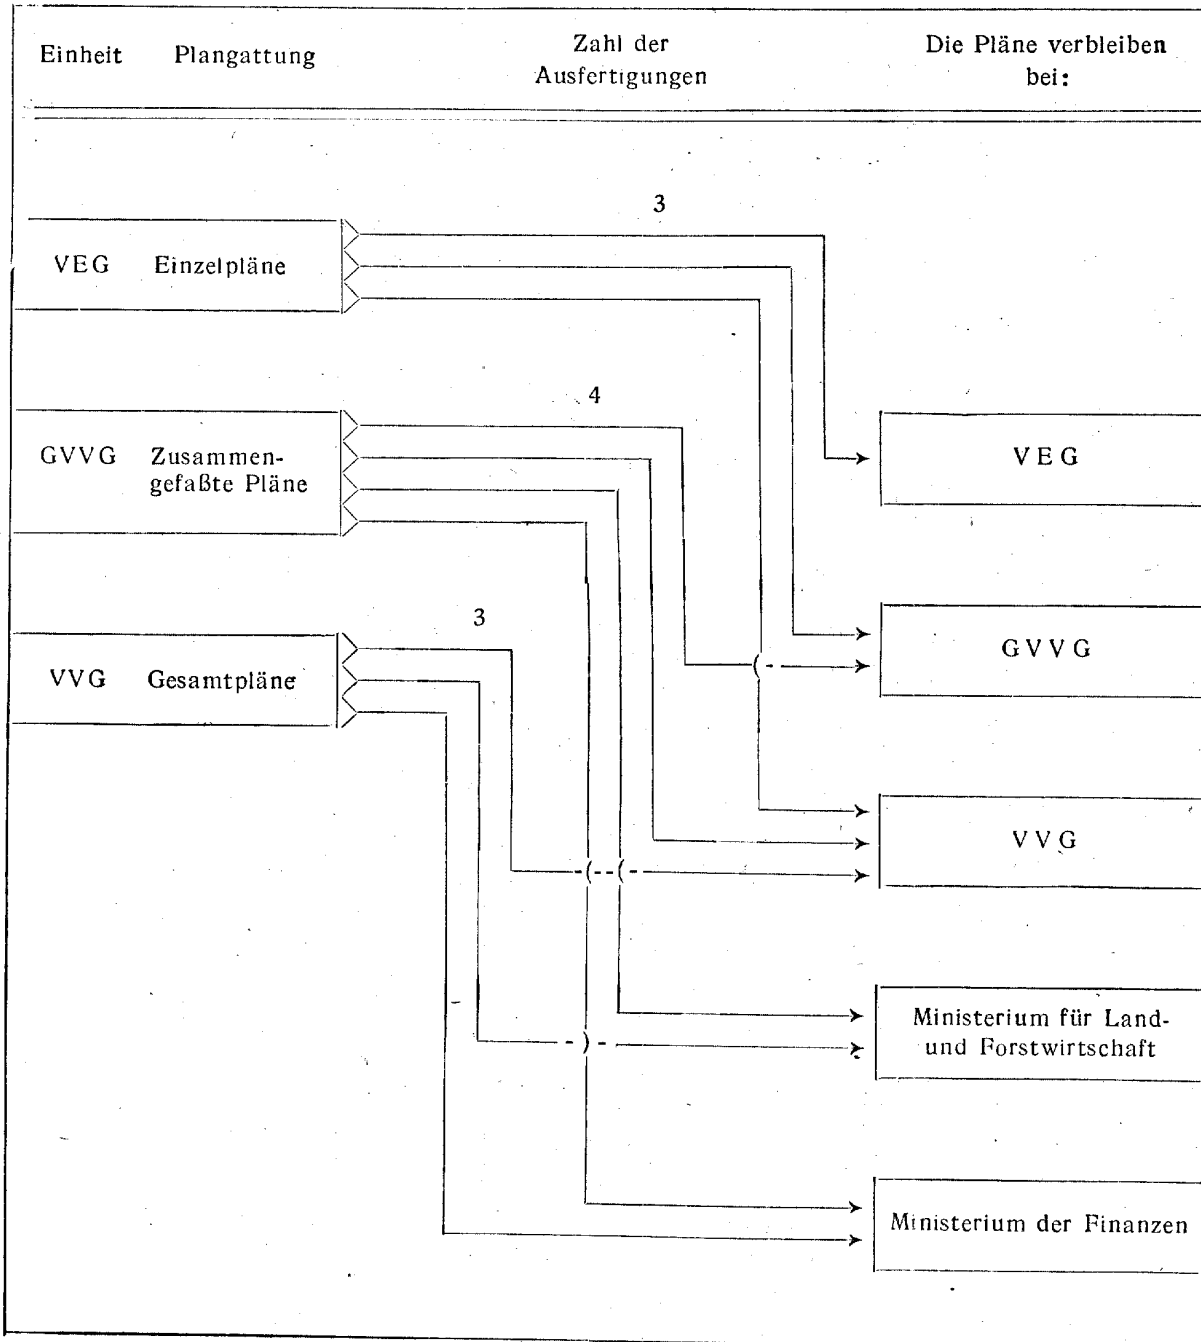 Einheit Plangattung
Zahl der
Ausfertigungen
Die Pläne verbleiben
bei:
3
VEG Einzelpläne
4
GVVG Zusammen-
gefaßte Pläne
3
VVG Gesamtpläne
VEG
GVVG
VVG
Ministerium für Land-
und Forstwirtschaft
Ministerium der Finanzen